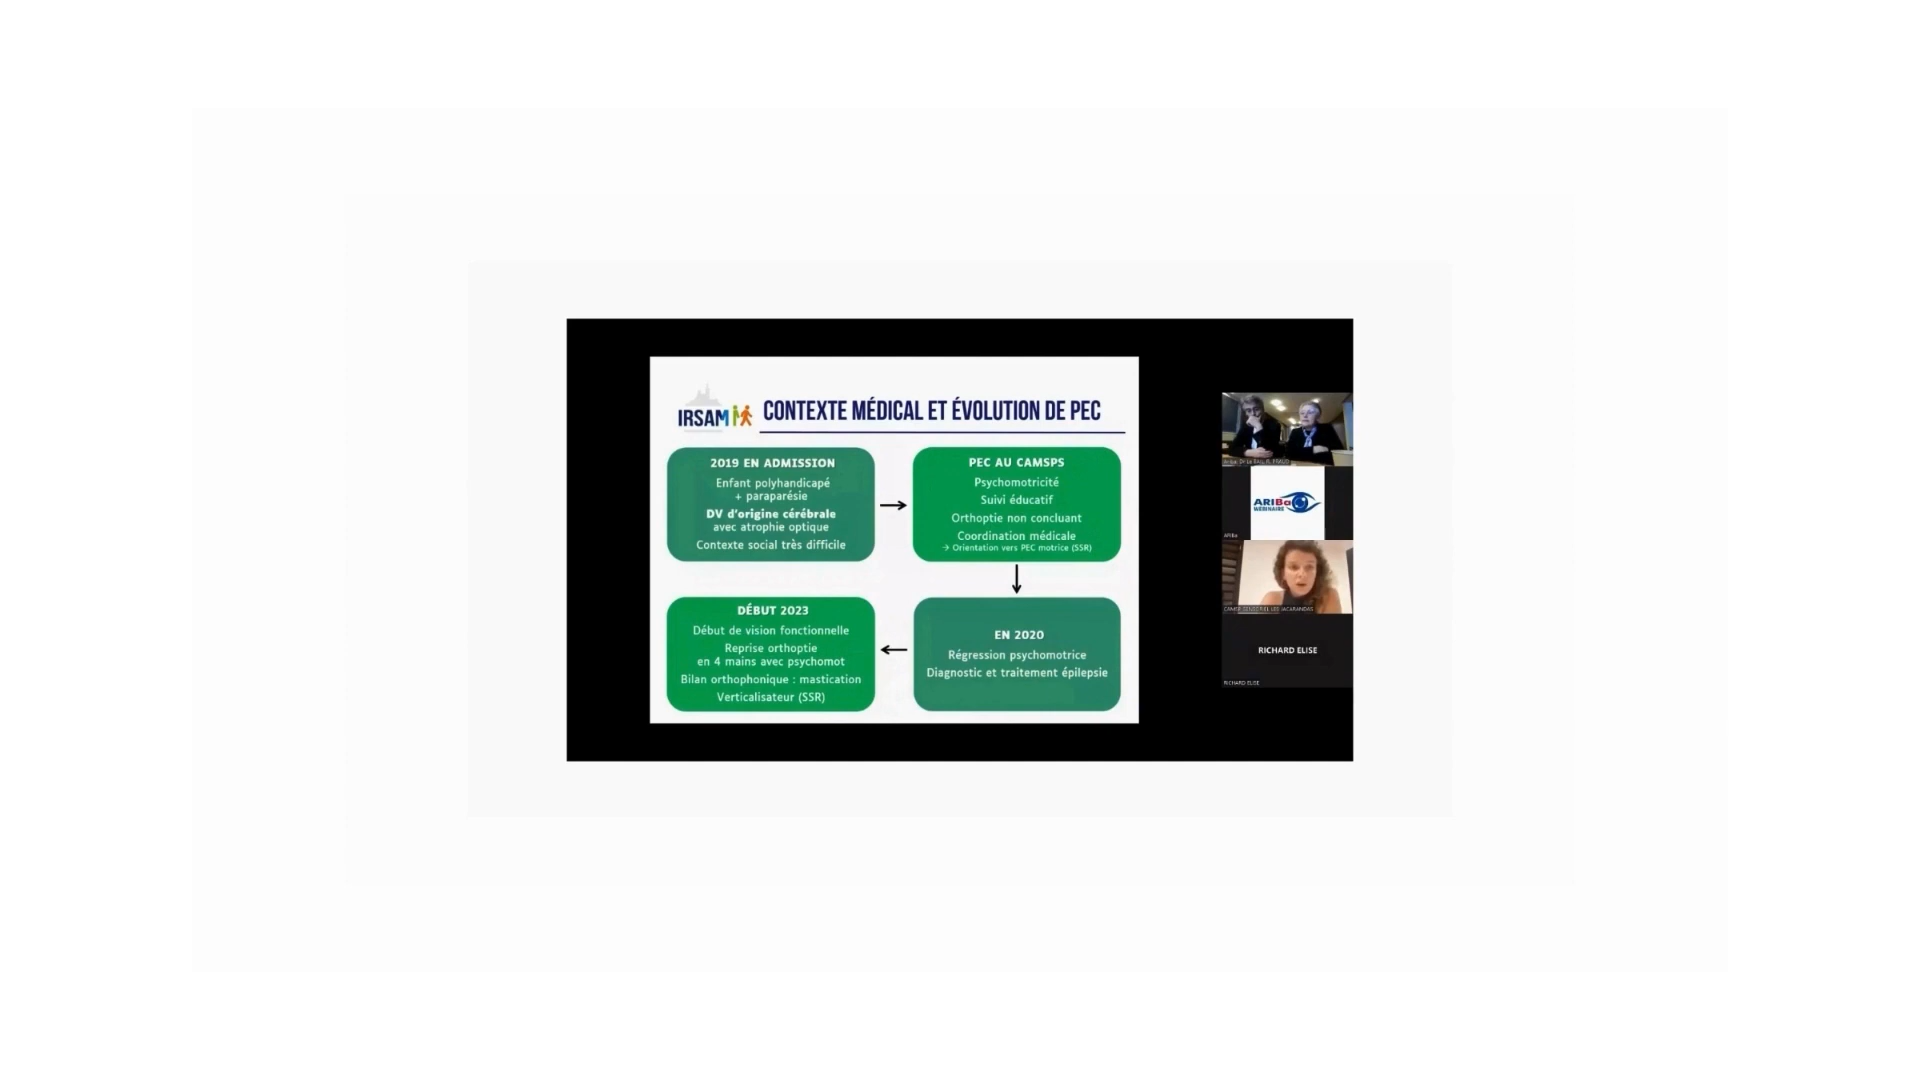 IRSAM
CONTEXTE MÉDICAL ET ÉVOLUTION DE PEC
2019 EN ADMISSION
Enfant polyhandicapé
+ paraparésie
DV d'origine cérébrale
avec atrophie optique
Contexte social très difficile
PEC AU CAMSPS
Psychomotricité
Suivi éducatif
Orthoptie non concluant
Coordination médicale
→ Orientation vers PEC motrice (SSR)
EN 2020
Régression psychomotrice
Diagnostic et traitement épilepsie
DÉBUT 2023
Début de vision fonctionnelle
Reprise orthoptie
en 4 mains avec psychomot
Bilan orthophonique : mastication
Verticalisateur (SSR)
ARIBa
WEBINAIRE
ARIBa
JACARANDAS
RICHARD ELISE
RICHARD ELISE